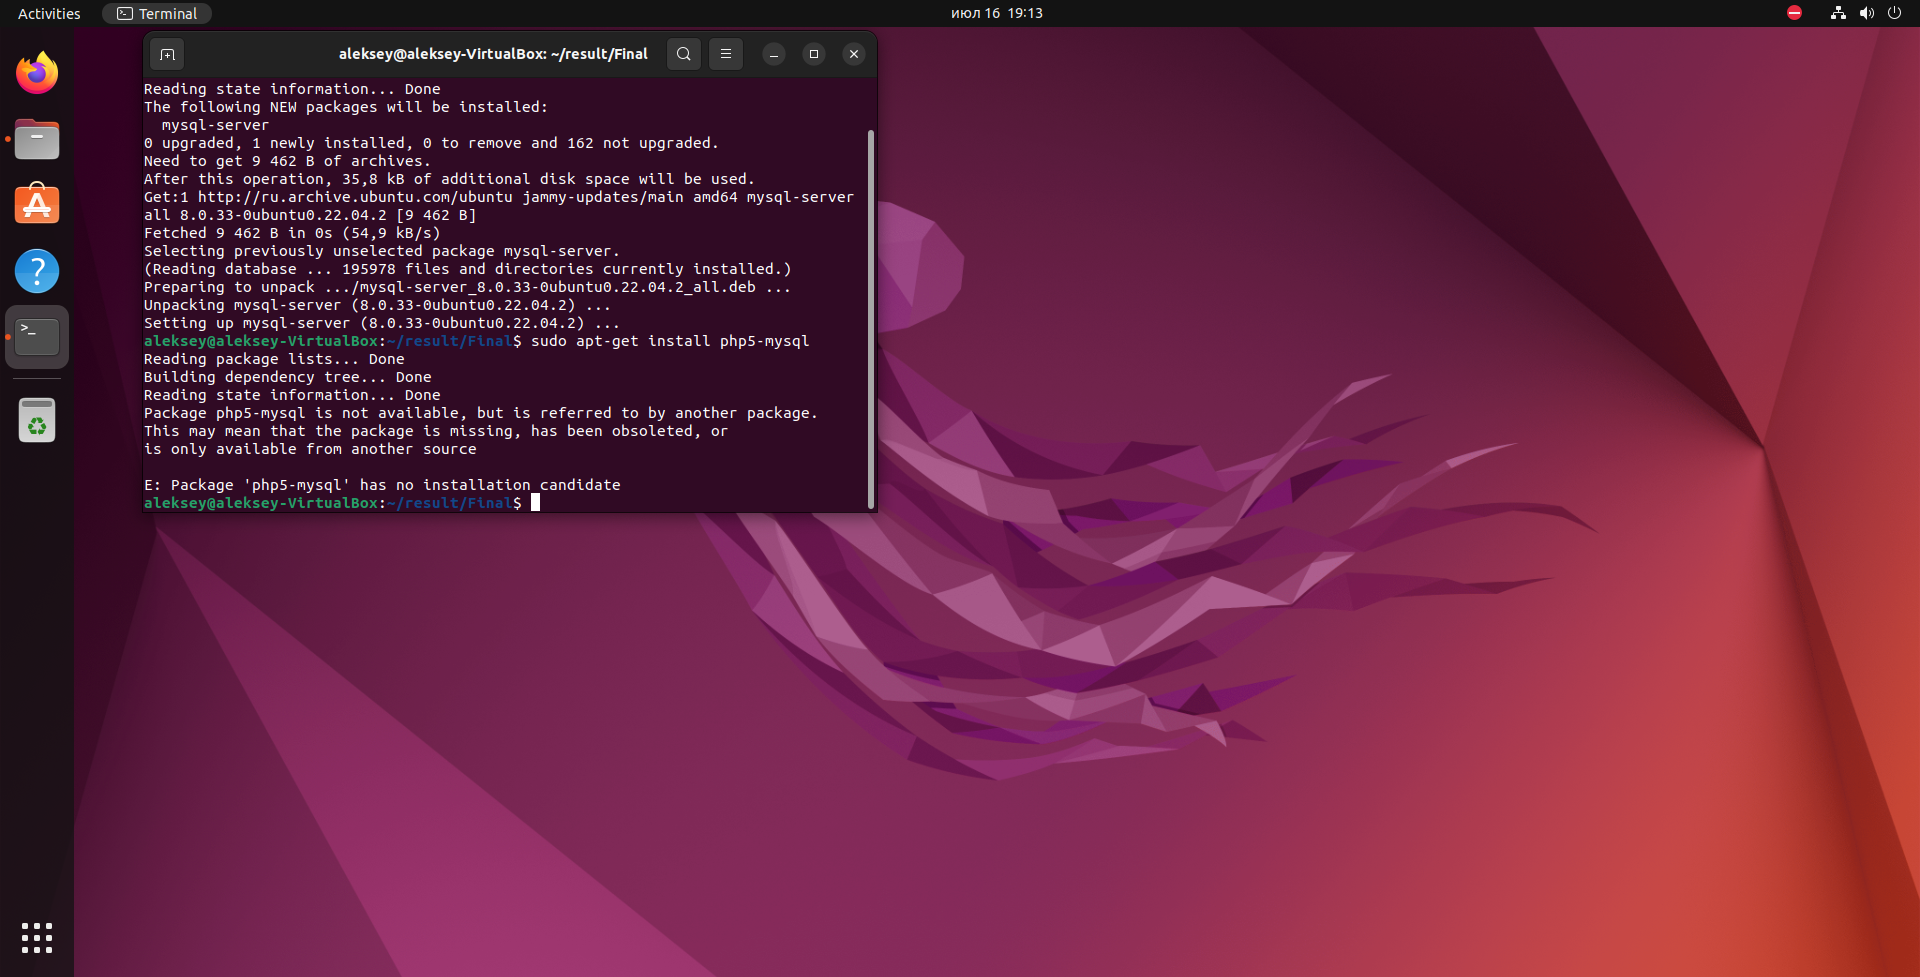 Activities
Terminal
июл 16 19:13
aleksey@aleksey-VirtualBox: ~/result/Final
Reading state information... Done
The following NEW packages will be installed:
mysql-server
0 upgraded, 1 newly installed, 0 to remove and 162 not upgraded.
Need to get 9 462 B of archives.
After this operation, 35,8 kB of additional disk space will be used.
Get:1 http://ru.archive.ubuntu.com/ubuntu jammy-updates/main amd64 mysql-server
all 8.0.33-0ubuntu0.22.04.2 [9 462 B]
Fetched 9 462 B in 0s (54,9 kB/s)
Selecting previously unselected package mysql-server.
(Reading database ... 195978 files and directories currently installed.)
Preparing to unpack .../mysql-server_8.0.33-0ubuntu0.22.04.2_all.deb ...
Unpacking mysql-server (8.0.33-0ubuntu0.22.04.2) ...
Setting up mysql-server (8.0.33-0ubuntu0.22.04.2) ...
aleksey@aleksey-VirtualBox:~/result/Final$ sudo apt-get install php5-mysql
Reading package lists... Done
Building dependency tree... Done
Reading state information... Done
Package php5-mysql is not available, but is referred to by another package.
This may mean that the package is missing, has been obsoleted, or
is only available from another source
E: Package 'php5-mysql' has no installation candidate
aleksey@aleksey-VirtualBox:~/result/Final$